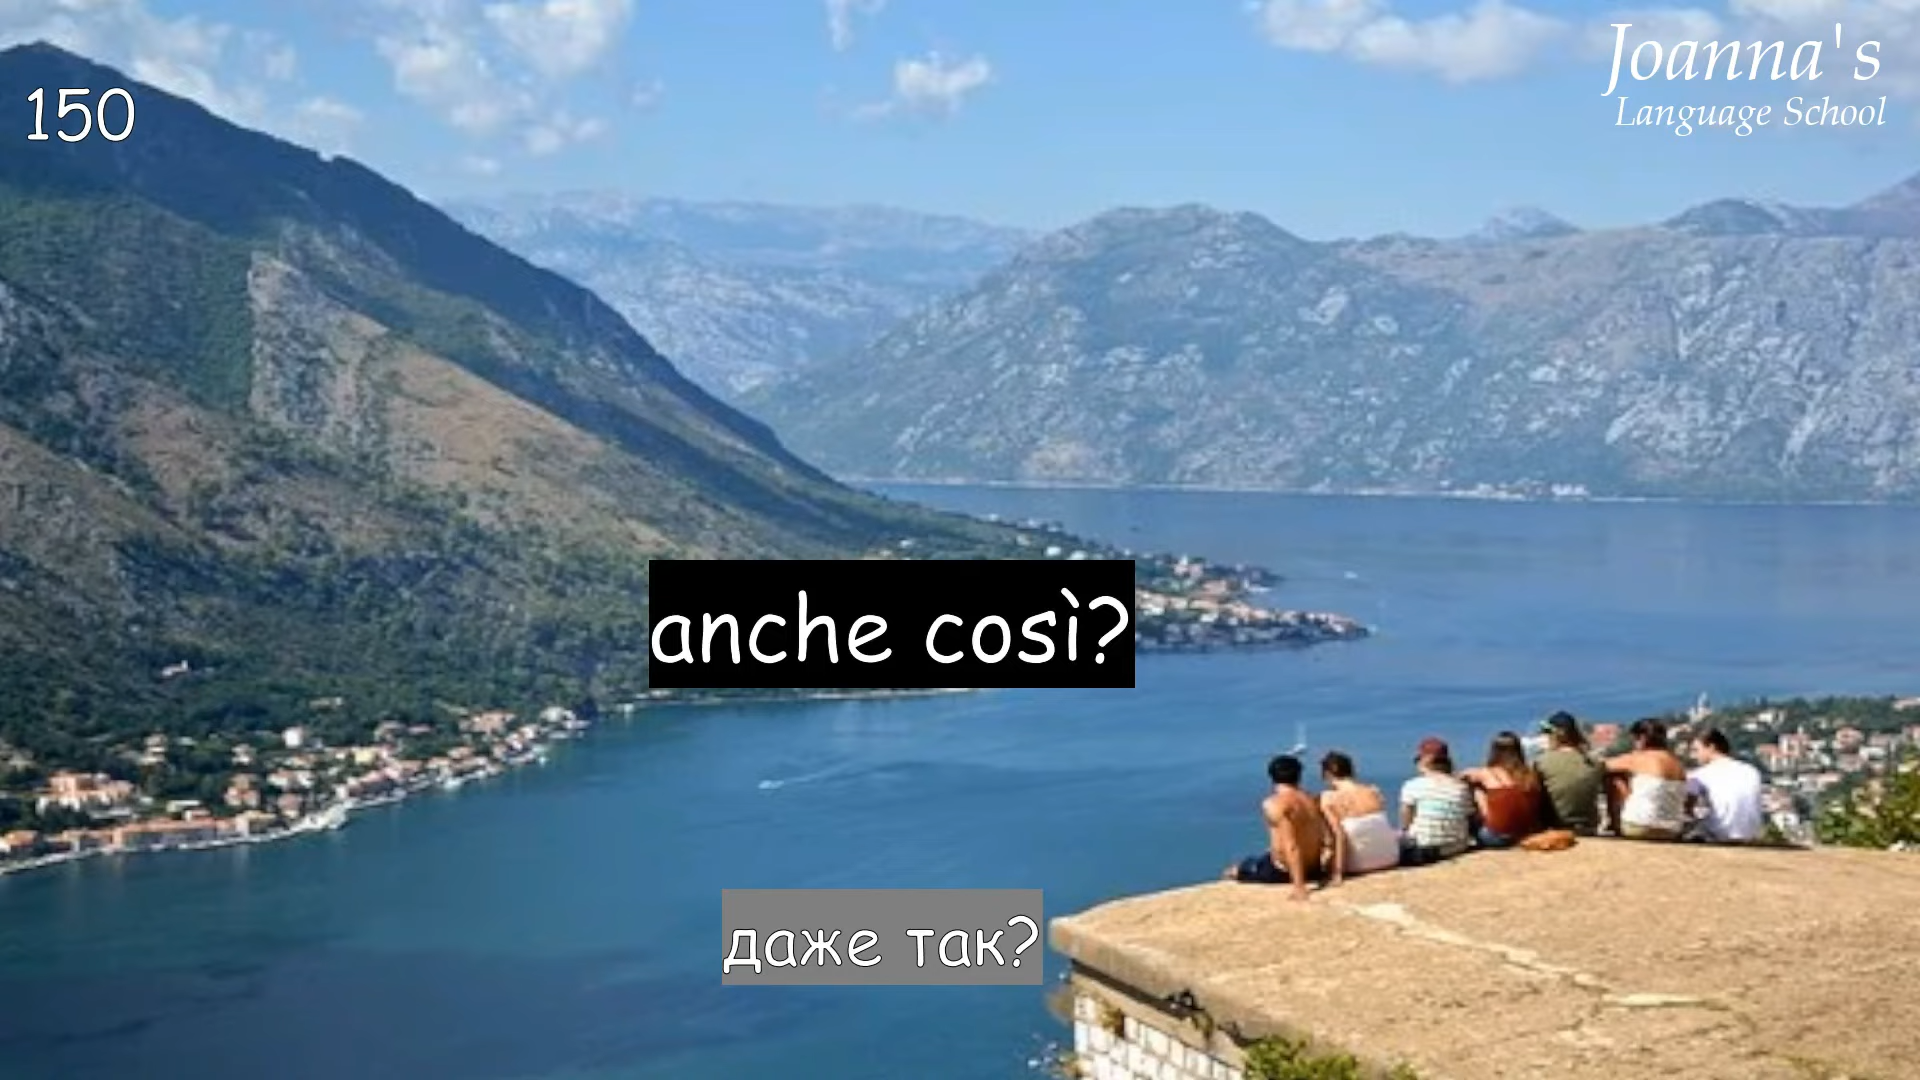 Joanna's
Language School
150
anche così?
даже так?